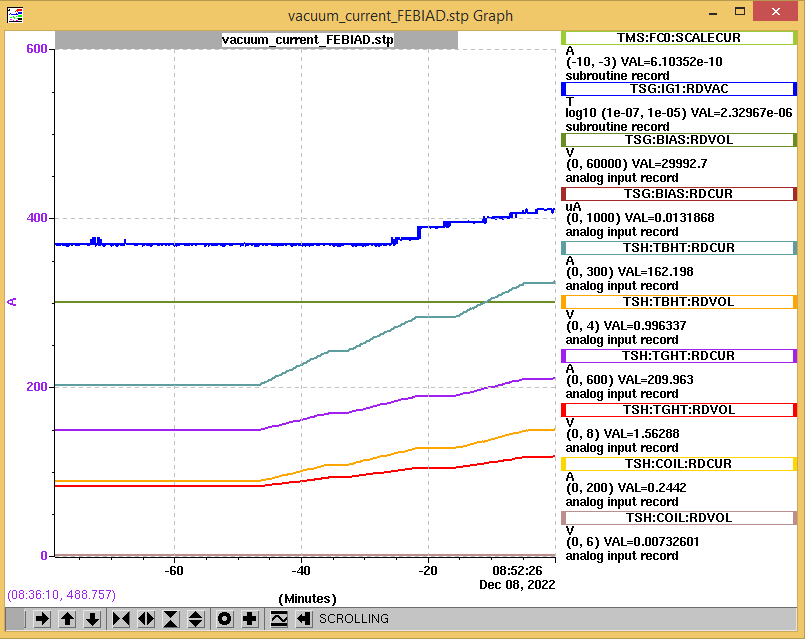 vacuum_current_FEBIAD.stp Graph
vacuum_current_FEBIAD.stp
600
400
A
200
0
-60
-40
-20
08:52:26
Dec 08, 2022
(Minutes)
(08:36:10, 488.757)
SCROLLING
TMS:FC0:SCALECUR
A
(-10, -3) VAL=6.10352e-10
subroutine record
TSG:IG1:RDVAC
T
log10 (1e-07, 1e-05) VAL=2.32967e-06
subroutine record
TSG:BIAS:RDVOL
V
(0, 60000) VAL=29992.7
analog input record
TSG:BIAS:RDCUR
uA
(0, 1000) VAL=0.0131868
analog input record
TSH:TBHT:RDCUR
A
(0, 300) VAL=162.198
analog input record
TSH:TBHT:RDVOL
V
(0, 4) VAL=0.996337
analog input record
TSH:TGHT:RDCUR
A
(0, 600) VAL=209.963
analog input record
TSH:TGHT:RDVOL
V
(0, 8) VAL=1.56288
analog input record
TSH:COIL:RDCUR
A
(0, 200) VAL=0.2442
analog input record
TSH:COIL:RDVOL
V
(0, 6) VAL=0.00732601
analog input record